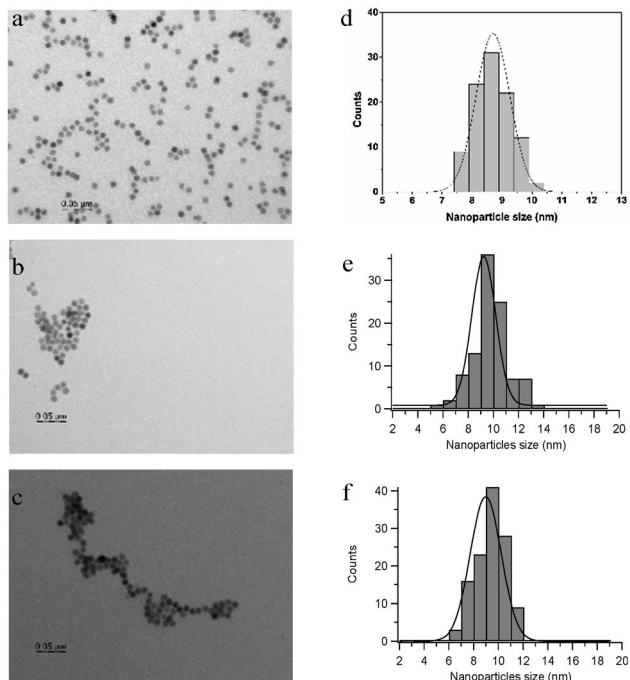 a
0.05 µm
b
0.05 µm
c
0.05 µm
d
Counts
40
30
20
10
0
5 6 7 8 9 10 11 12 13
Nanoparticle size (nm)
e
Counts
30
20
10
0
2 4 6 8 10 12 14 16 18 20
Nanoparticles size (nm)
f
Counts
40
30
20
10
0
2 4 6 8 10 12 14 16 18 20
Nanoparticles size (nm)